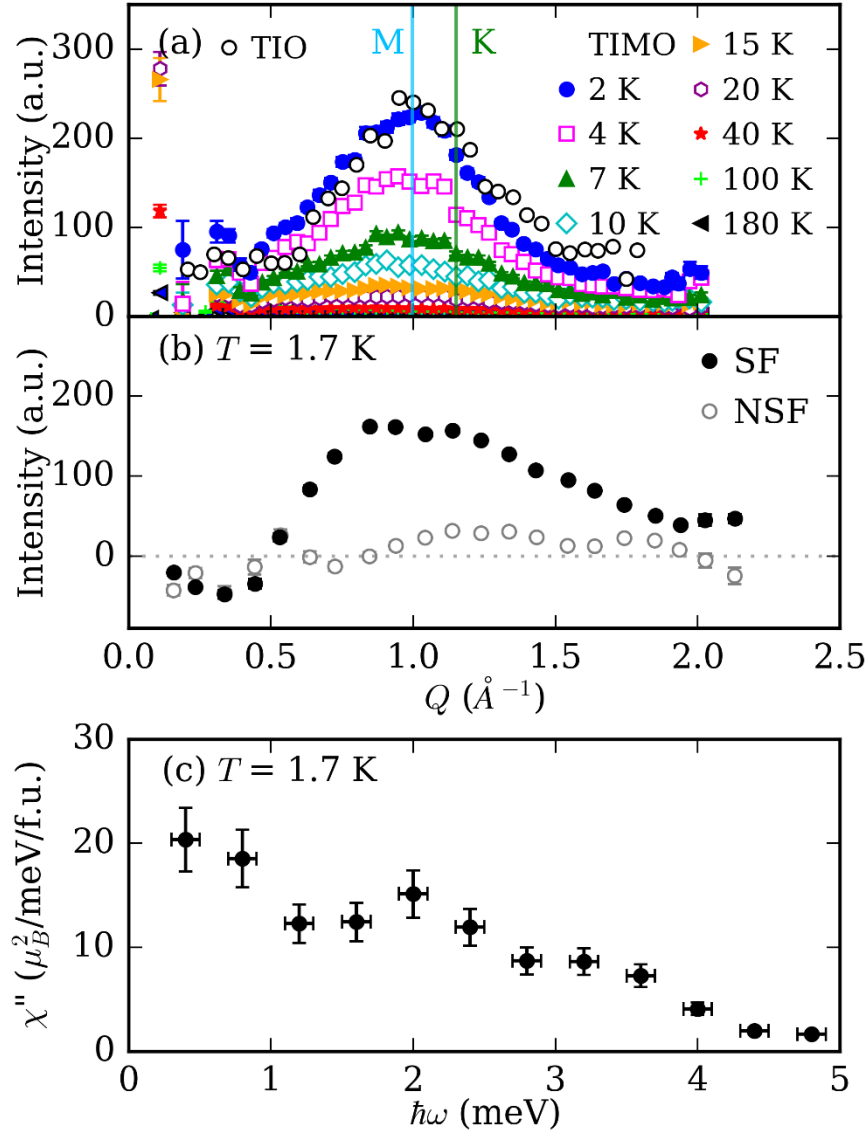 (a)
TIO
M
K
TIMO
2 K
4 K
7 K
10 K
15 K
20 K
40 K
100 K
180 K
300
200
100
0
Intensity (a.u.)
(b) T = 1.7 K
SF
NSF
200
100
0
Intensity (a.u.)
0.0 0.5 1.0 1.5 2.0 2.5
Q (Å⁻¹)
(c) T = 1.7 K
30
20
10
0
χ" (μ_B²/meV/f.u.)
0 1 2 3 4 5
ħω (meV)